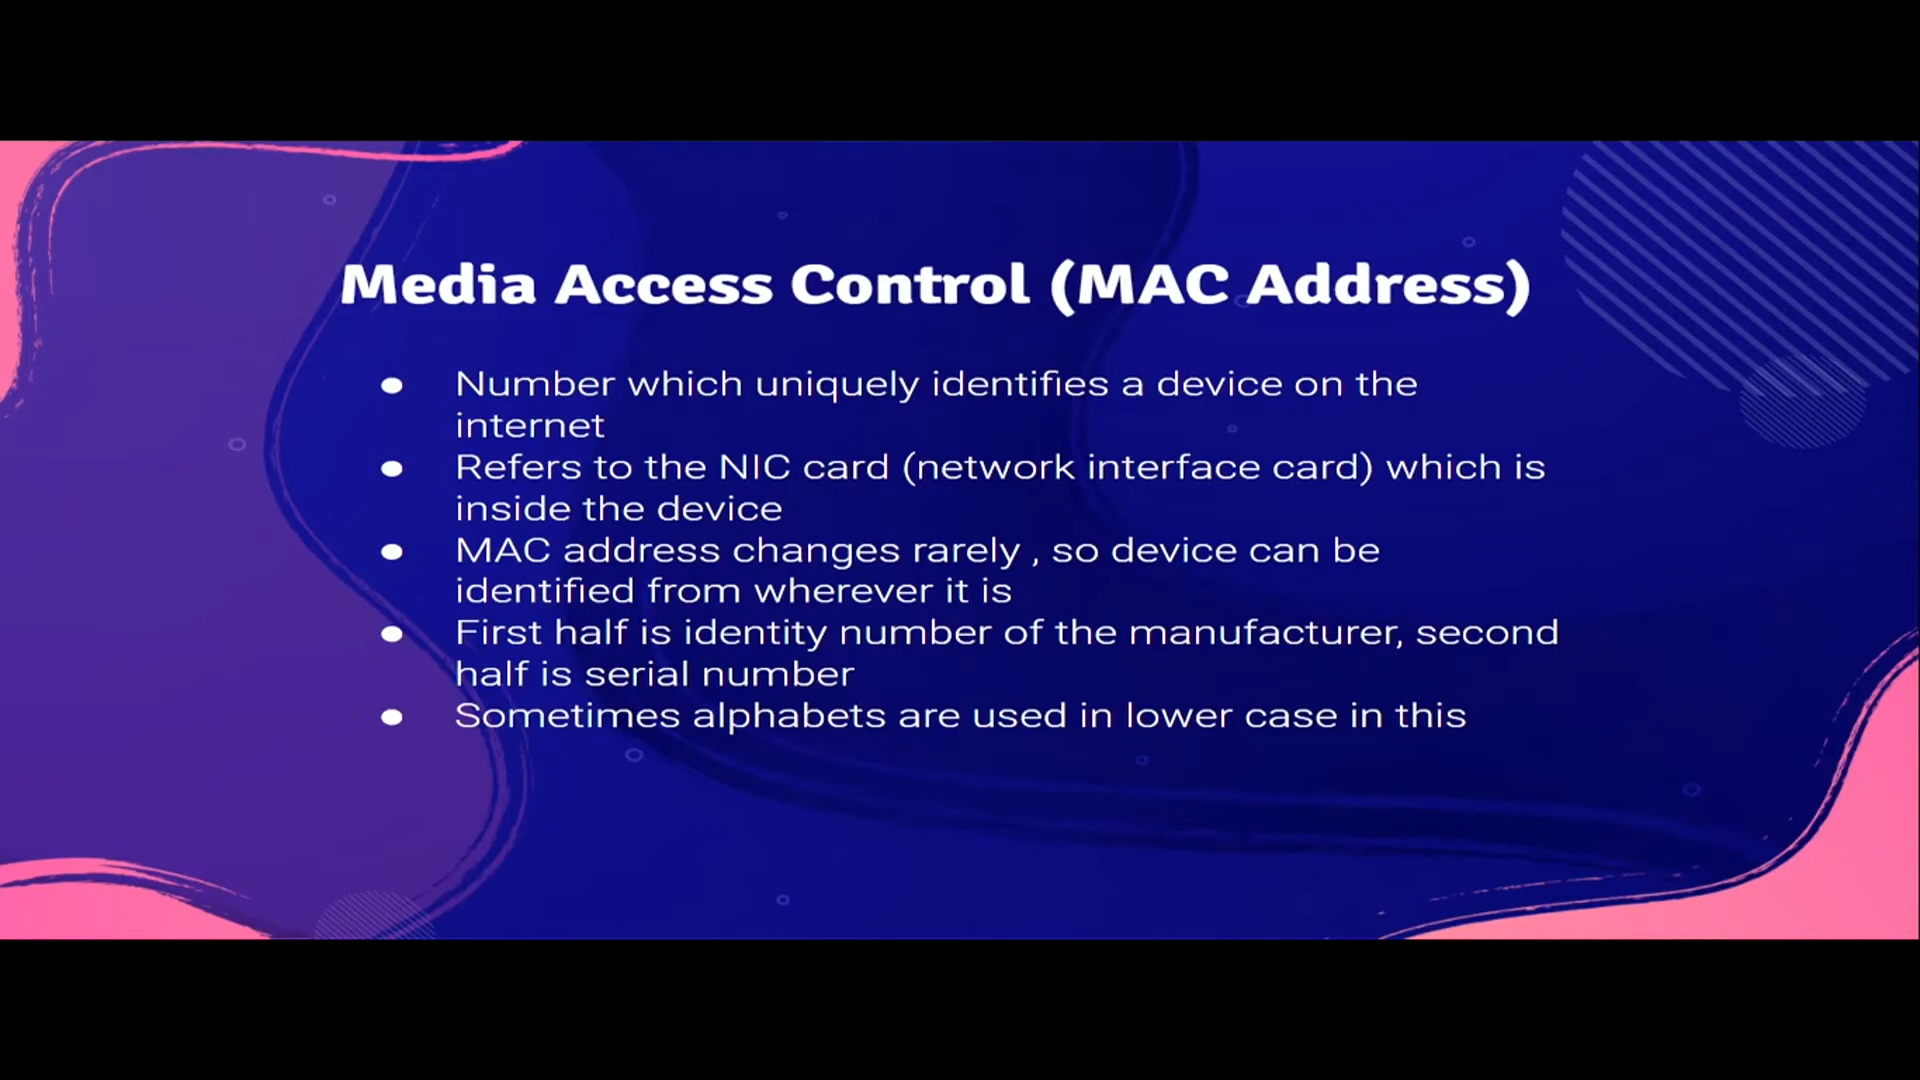 Media Access Control (MAC Address)
● Number which uniquely identifies a device on the
internet
● Refers to the NIC card (network interface card) which is
inside the device
● MAC address changes rarely , so device can be
identified from wherever it is
● First half is identity number of the manufacturer, second
half is serial number
● Sometimes alphabets are used in lower case in this